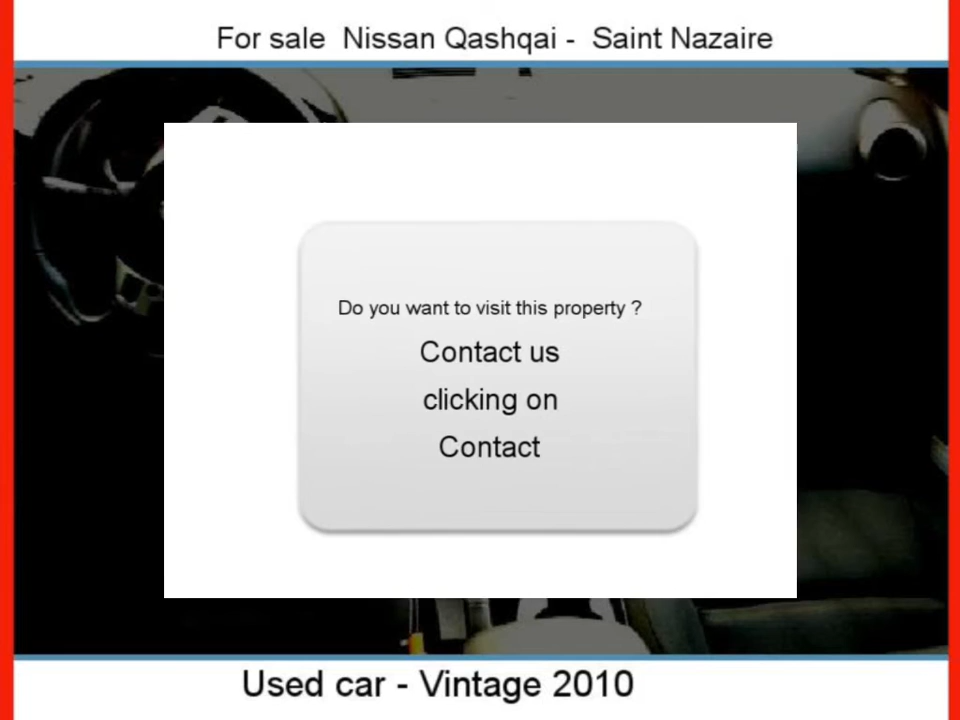 For sale  Nissan Qashqai -  Saint Nazaire
Do you want to visit this property ?
Contact us
clicking on
Contact
Used car - Vintage 2010